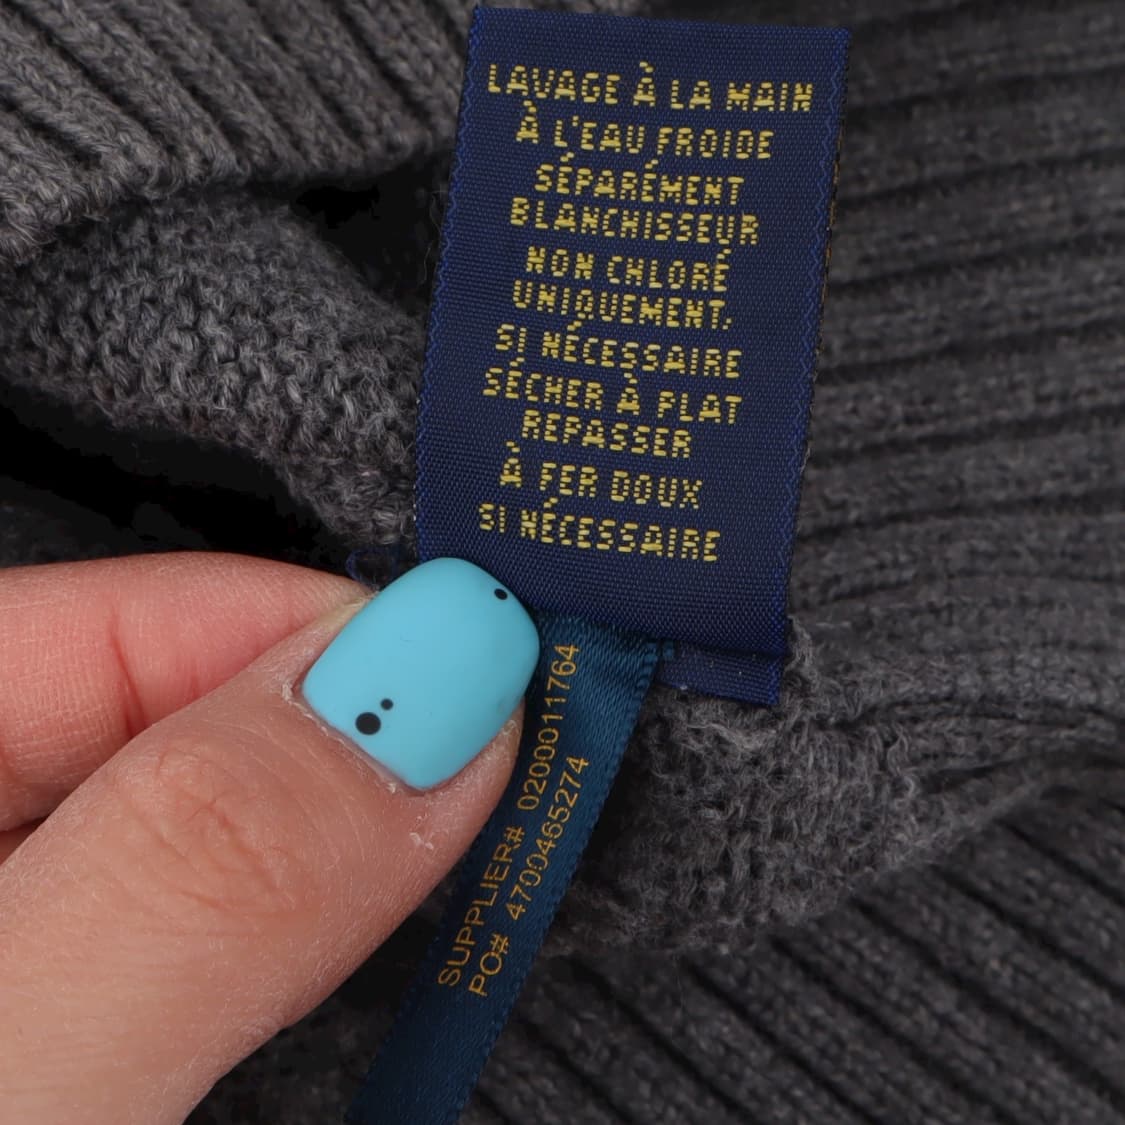 LAVAGE À LA MAIN
À L'EAU FROIDE
SÉPARÉMENT
BLANCHISSEUR
NON CHLORÉ
UNIQUEMENT.
SI NÉCESSAIRE
SÉCHER À PLAT
REPASSER
À FER DOUX
SI NÉCESSAIRE
SUPPLIER# 0200011764
PO# 4700465274